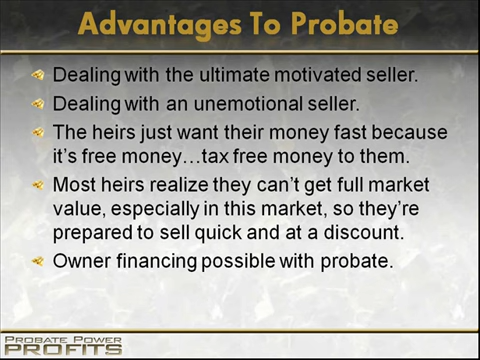 Advantages To Probate
Dealing with the ultimate motivated seller.
Dealing with an unemotional seller.
The heirs just want their money fast because
it's free money…tax free money to them.
Most heirs realize they can't get full market
value, especially in this market, so they're
prepared to sell quick and at a discount.
Owner financing possible with probate.
PROBATE POWER
PROFITS